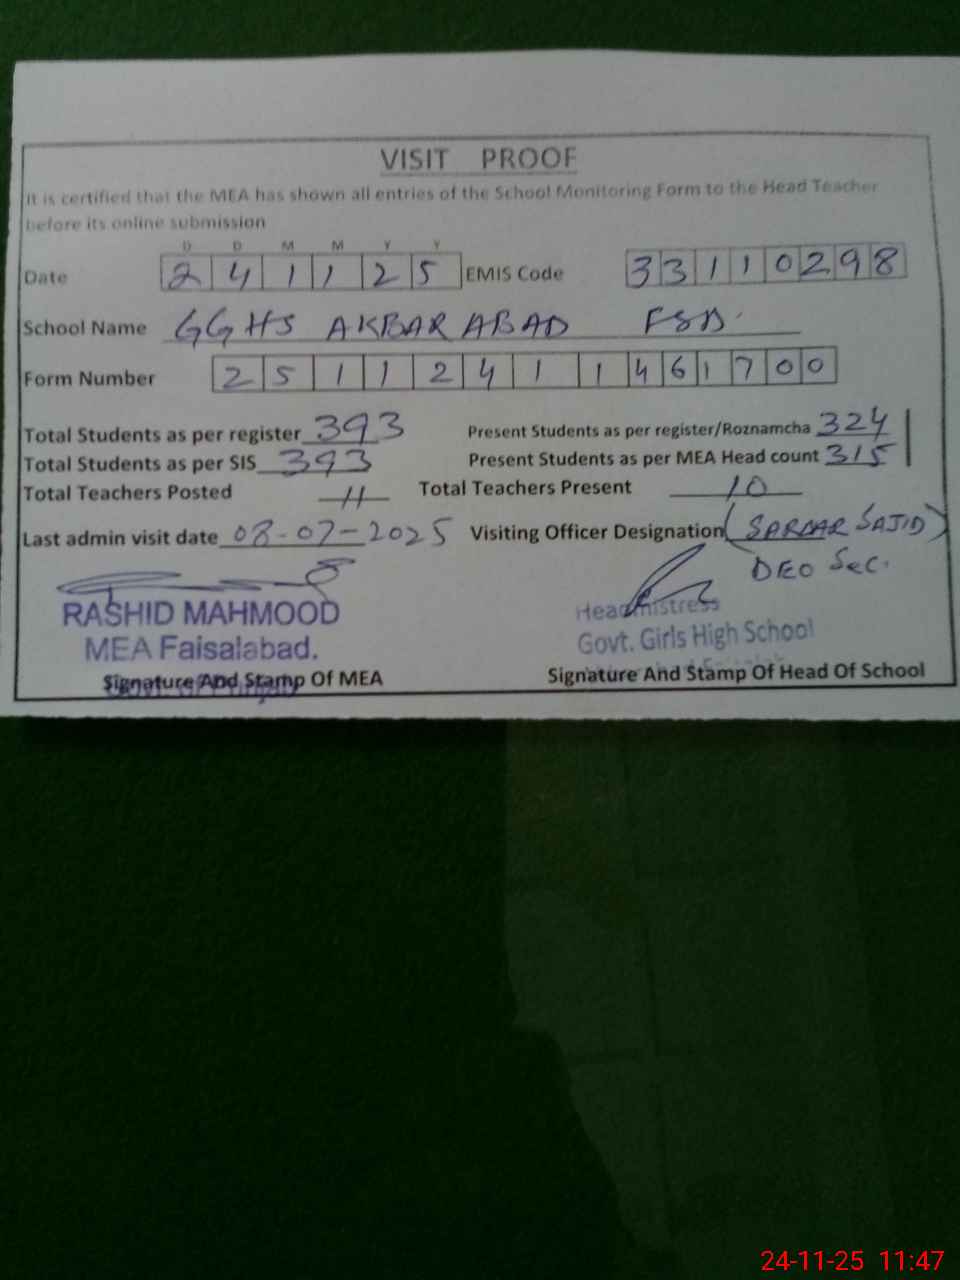 VISIT PROOF
It is certified that the MEA has shown all entries of the School Monitoring Form to the Head Teacher
before its online submission
D D M M Y Y
Date 2 4 1 1 2 5 EMIS Code 3 3 1 1 0 2 9 8
School Name GGHS AKBAR ABAD FSD.
Form Number 2 5 1 1 2 4 1 1 4 6 1 7 0 0
Total Students as per register 393 Present Students as per register/Roznamcha 324
Total Students as per SIS 393 Present Students as per MEA Head count 315
Total Teachers Posted 11 Total Teachers Present 10
Last admin visit date 08-07-2025 Visiting Officer Designation (SARDAR SAJID)
DEO Sec.
RASHID MAHMOOD
MEA Faisalabad.
Headmistress
Govt. Girls High School
Signature And Stamp Of MEA Signature And Stamp Of Head Of School
24-11-25 11:47